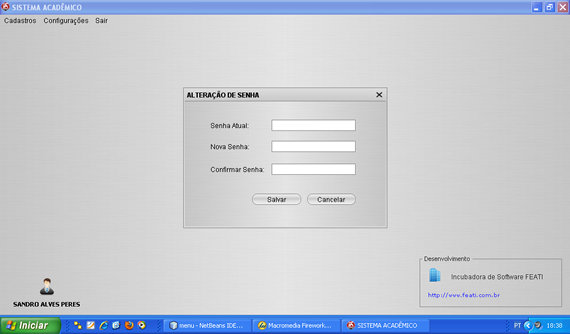 SISTEMA ACADÊMICO
Cadastros Configurações Sair
ALTERAÇÃO DE SENHA
Senha Atual:
Nova Senha:
Confirmar Senha:
Salvar Cancelar
Desenvolvimento
Incubadora de Software FEATI
http://www.feati.com.br
SANDRO ALVES PERES
Iniciar menu - NetBeans IDE... Macromedia Firework... SISTEMA ACADÊMICO PT 18:38